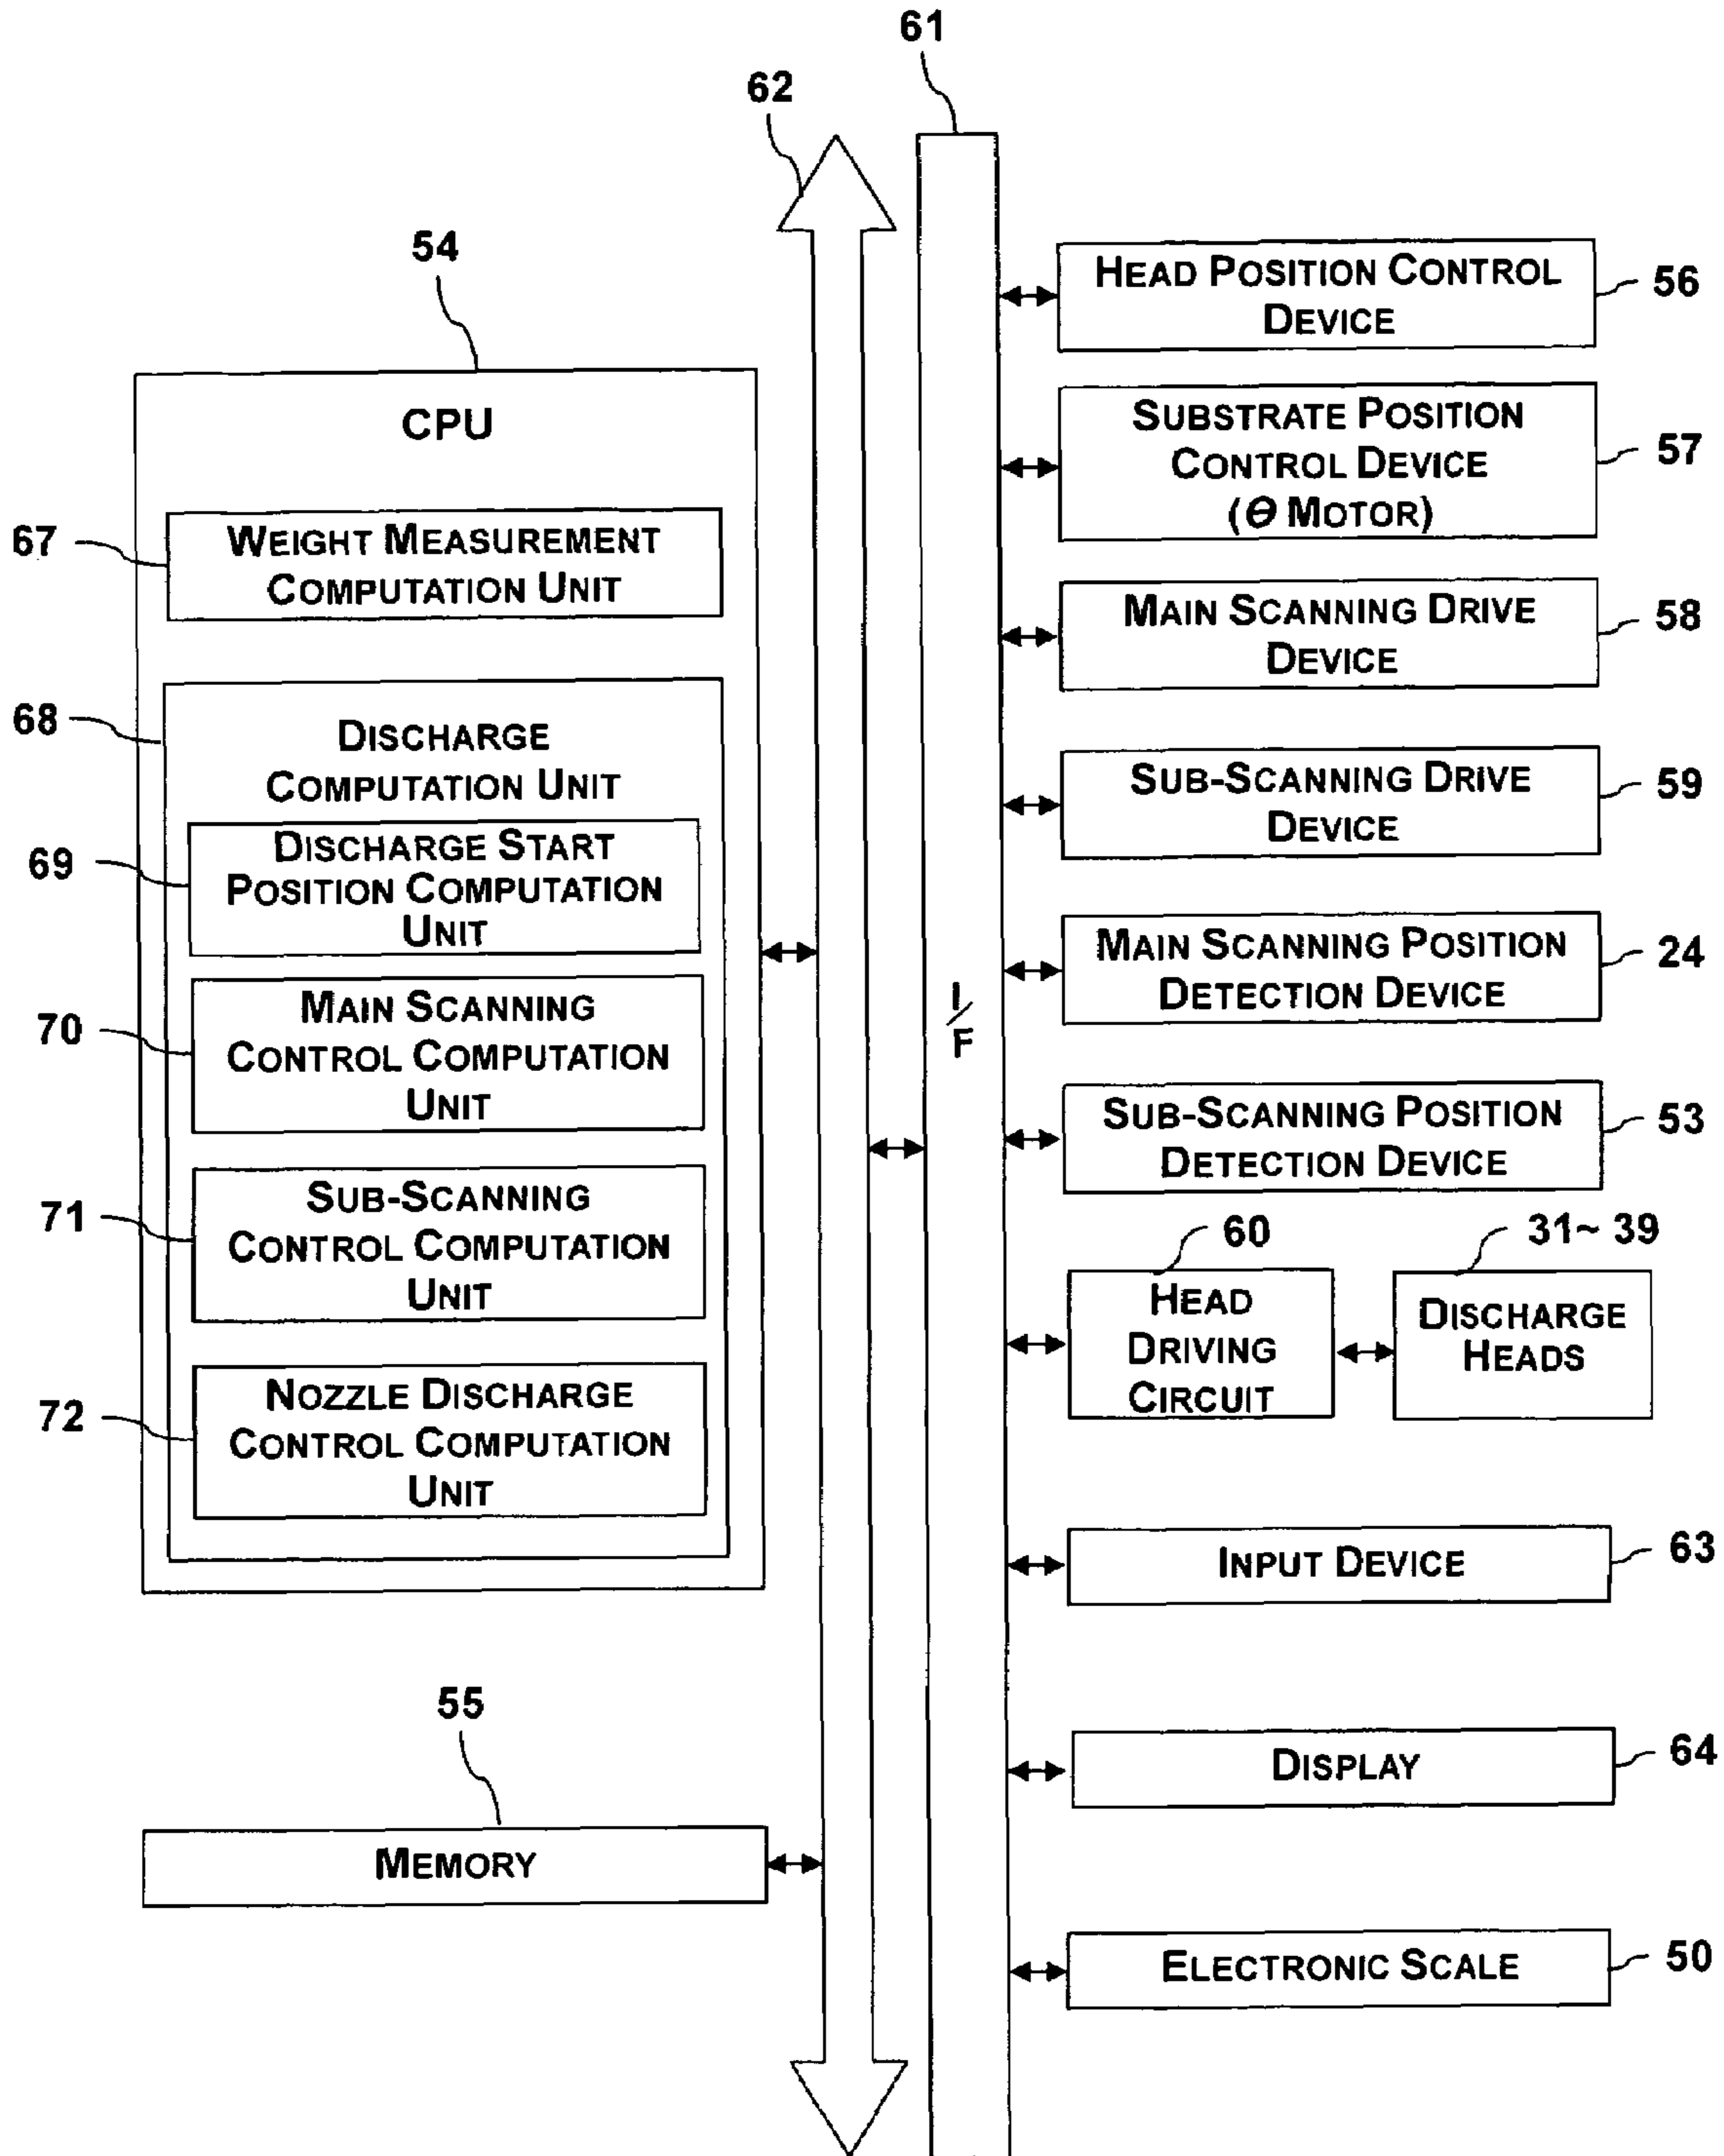 61
62
54
CPU
67
WEIGHT MEASUREMENT
COMPUTATION UNIT
68
DISCHARGE
COMPUTATION UNIT
69
DISCHARGE START
POSITION COMPUTATION
UNIT
70
MAIN SCANNING
CONTROL COMPUTATION
UNIT
71
SUB-SCANNING
CONTROL COMPUTATION
UNIT
72
NOZZLE DISCHARGE
CONTROL COMPUTATION
UNIT
55
MEMORY
I/F
HEAD POSITION CONTROL
DEVICE
56
SUBSTRATE POSITION
CONTROL DEVICE
(Θ MOTOR)
57
MAIN SCANNING DRIVE
DEVICE
58
SUB-SCANNING DRIVE
DEVICE
59
MAIN SCANNING POSITION
DETECTION DEVICE
24
SUB-SCANNING POSITION
DETECTION DEVICE
53
60
HEAD
DRIVING
CIRCUIT
31~39
DISCHARGE
HEADS
INPUT DEVICE
63
DISPLAY
64
ELECTRONIC SCALE
50